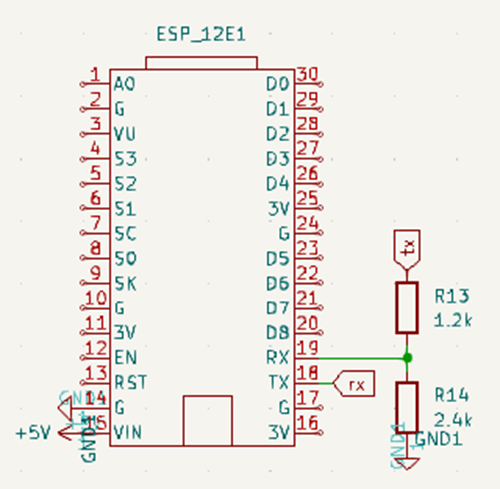 ESP_12E1
1 A0 D0 30
2 G D1 29
3 VU D2 28
4 S3 D3 27
5 S2 D4 26
6 S1 3V 25
7 SC G 24
8 SO D5 23
9 SK D6 22
10 G D7 21
11 3V D8 20
12 EN RX 19
13 RST TX 18
14 G G 17
15 VIN 3V 16
tx
R13
1.2k
rx
R14
2.4k
GND1
GND1
GND1
+5V
GND1